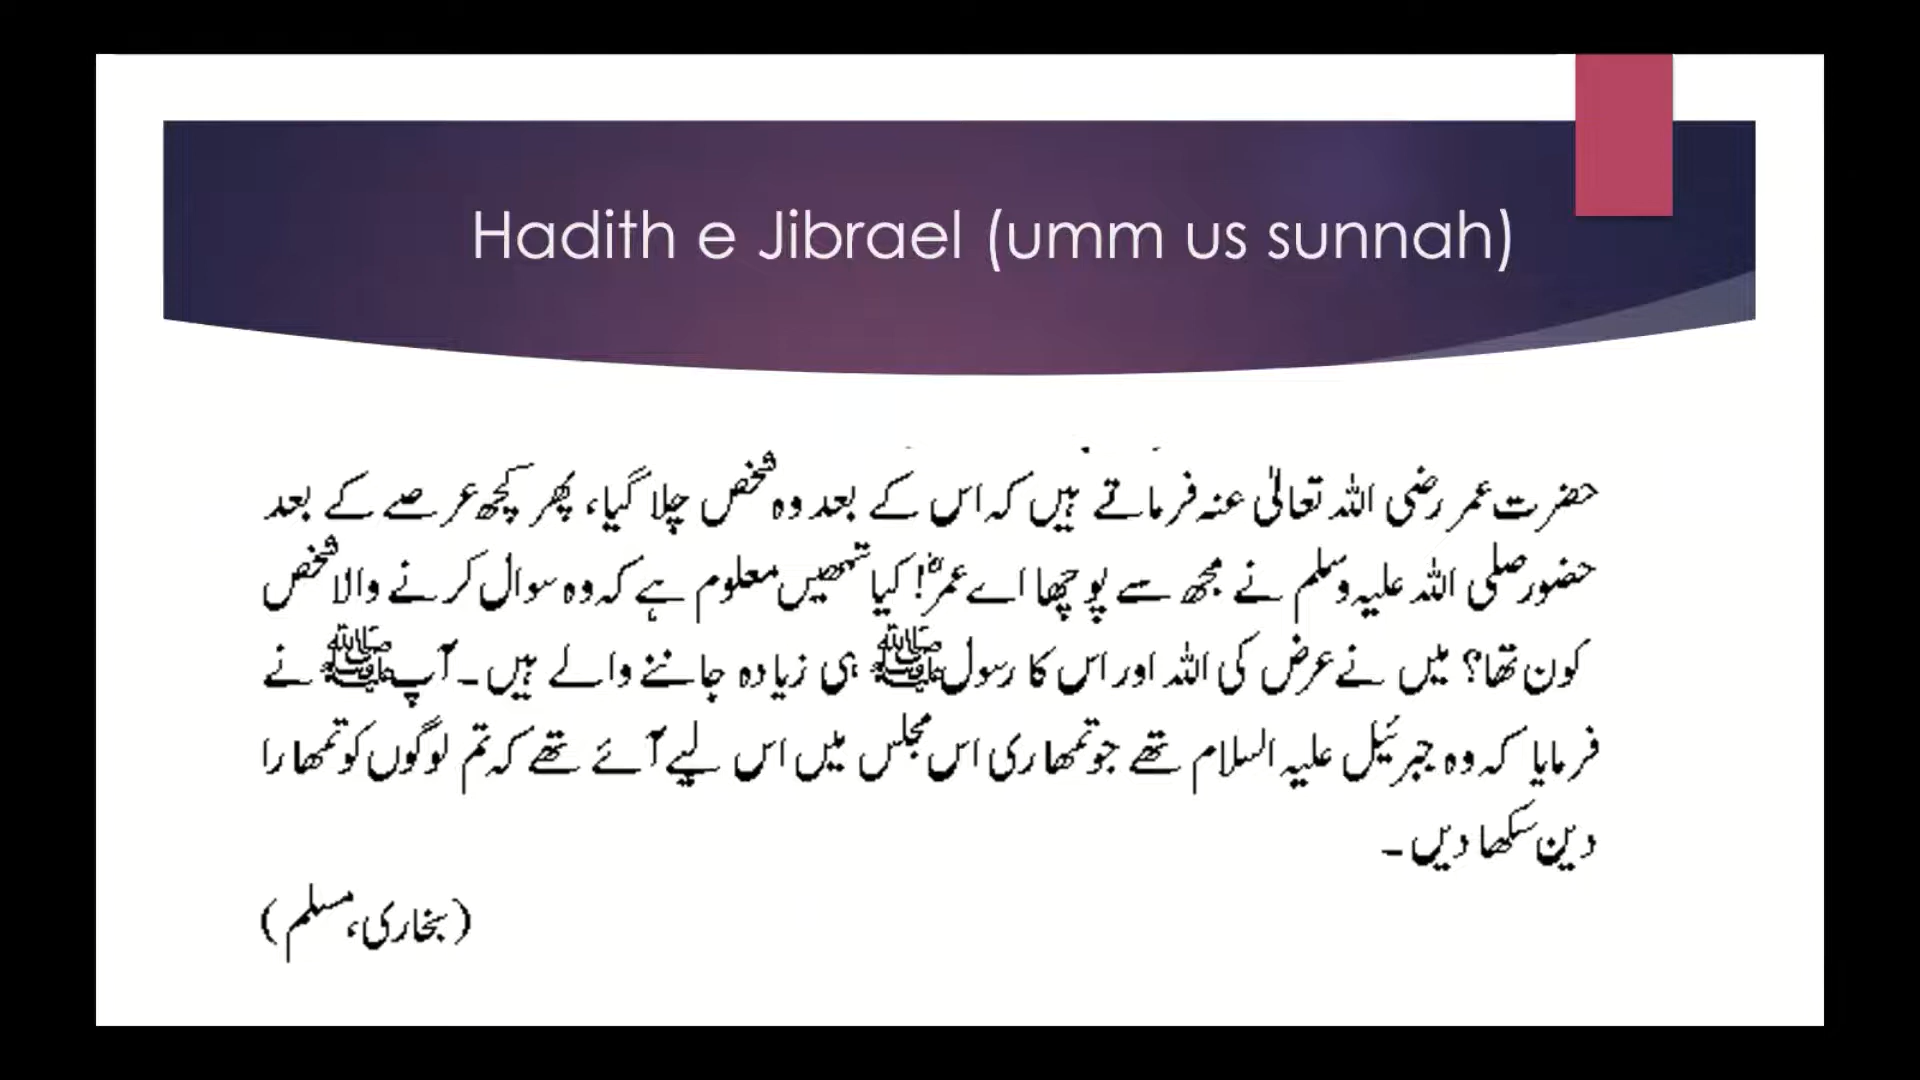 Hadith e Jibrael (umm us sunnah)
حضرت عمر رضی اللہ تعالیٰ عنہ فرماتے ہیں کہ اس کے بعد وہ شخص چلا گیا، پھر کچھ عرصے کے بعد
حضور صلی اللہ علیہ وسلم نے مجھ سے پوچھا اے عمرؓ! کیا تمھیں معلوم ہے کہ وہ سوال کرنے والا شخص
کون تھا؟ میں نے عرض کی اللہ اور اس کا رسولﷺ ہی زیادہ جاننے والے ہیں۔ آپﷺ نے
فرمایا کہ وہ جبرئیل علیہ السلام تھے جو تمھاری اس مجلس میں اس لیے آئے تھے کہ تم لوگوں کو تمھارا
دین سکھا دیں۔
(بخاری، مسلم)